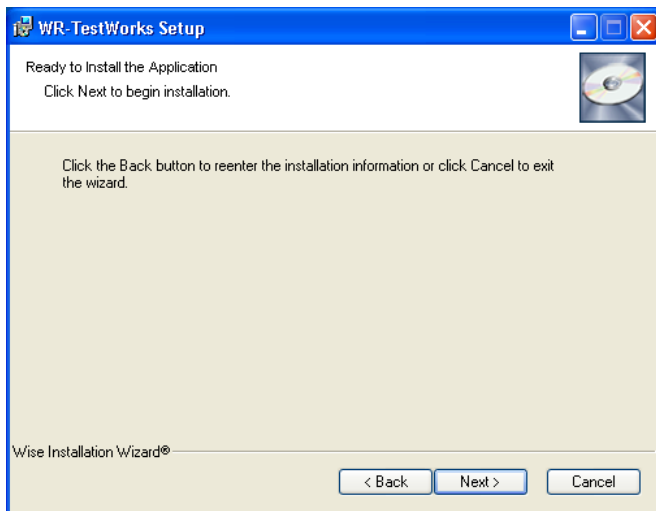 WR-TestWorks Setup
Ready to Install the Application
Click Next to begin installation.
Click the Back button to reenter the installation information or click Cancel to exit
the wizard.
Wise Installation Wizard®
< Back Next > Cancel